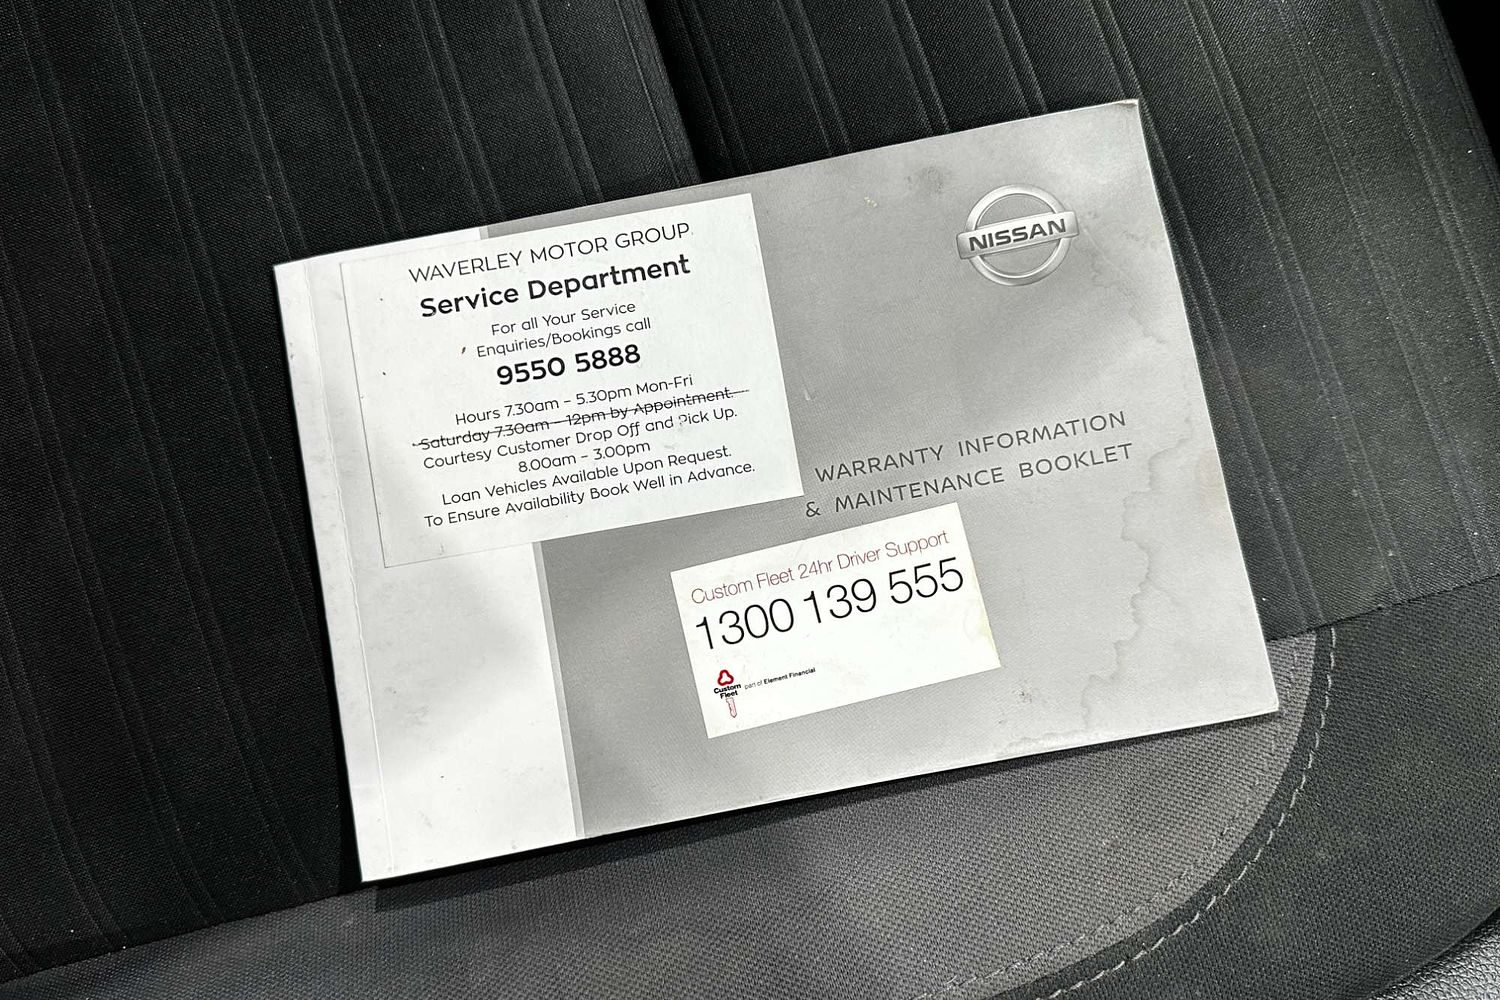 WAVERLEY MOTOR GROUP
Service Department
For all Your Service
Enquiries/Bookings call
9550 5888
Hours 7.30am - 5.30pm Mon-Fri
Saturday 7.30am - 12pm by Appointment.
Courtesy Customer Drop Off and Pick Up.
8.00am - 3.00pm
Loan Vehicles Available Upon Request.
To Ensure Availability Book Well in Advance.
NISSAN
WARRANTY INFORMATION
& MAINTENANCE BOOKLET
Custom Fleet 24hr Driver Support
1300 139 555
Custom
Fleet
part of Element Financial